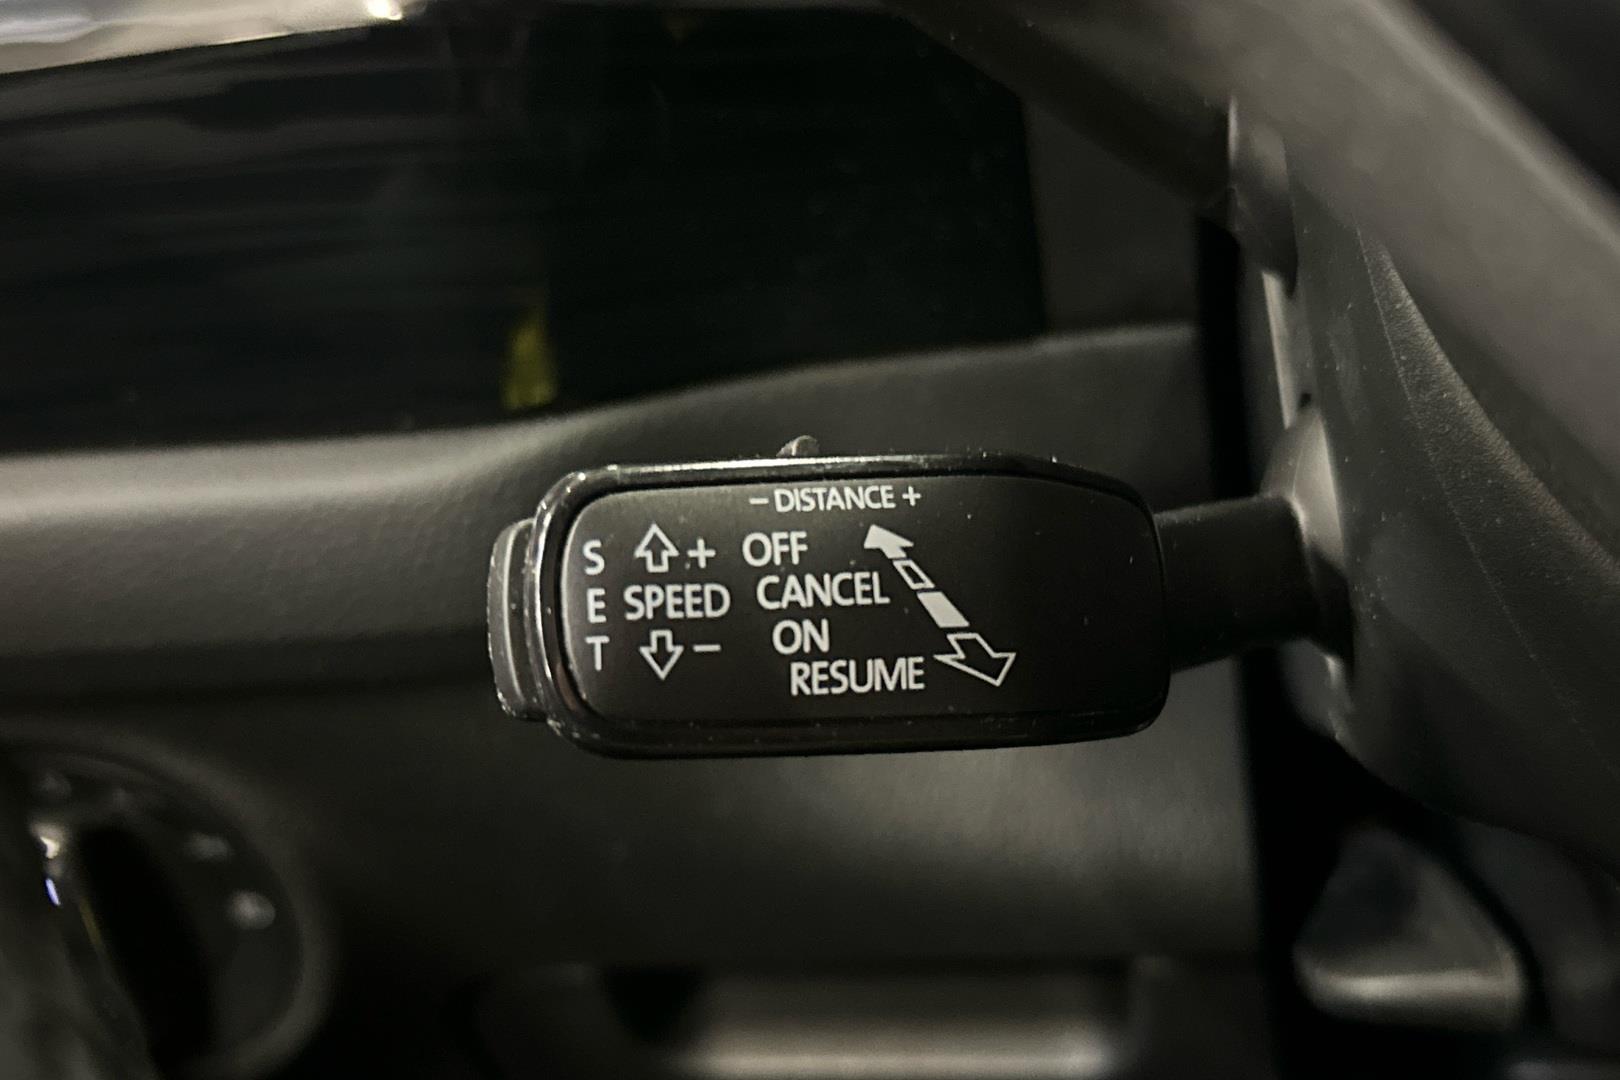 – DISTANCE +
S + OFF
E SPEED CANCEL
T – ON
RESUME